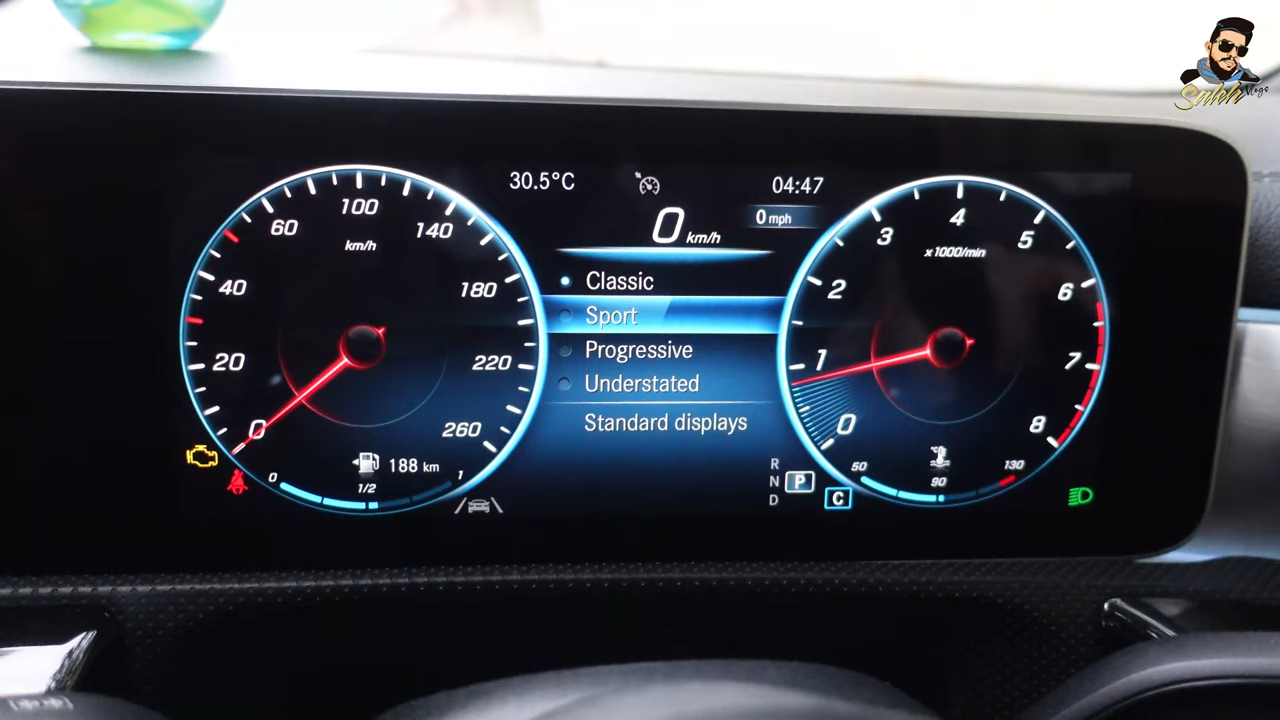 Saleh Vlogs
30.5°C
04:47
0 km/h
0 mph
Classic
Sport
Progressive
Understated
Standard displays
km/h
0
20
40
60
100
140
180
220
260
188 km
0
1/2
1
x1000/min
0
1
2
3
4
5
6
7
8
50
90
130
°C
R
N
D
P
C